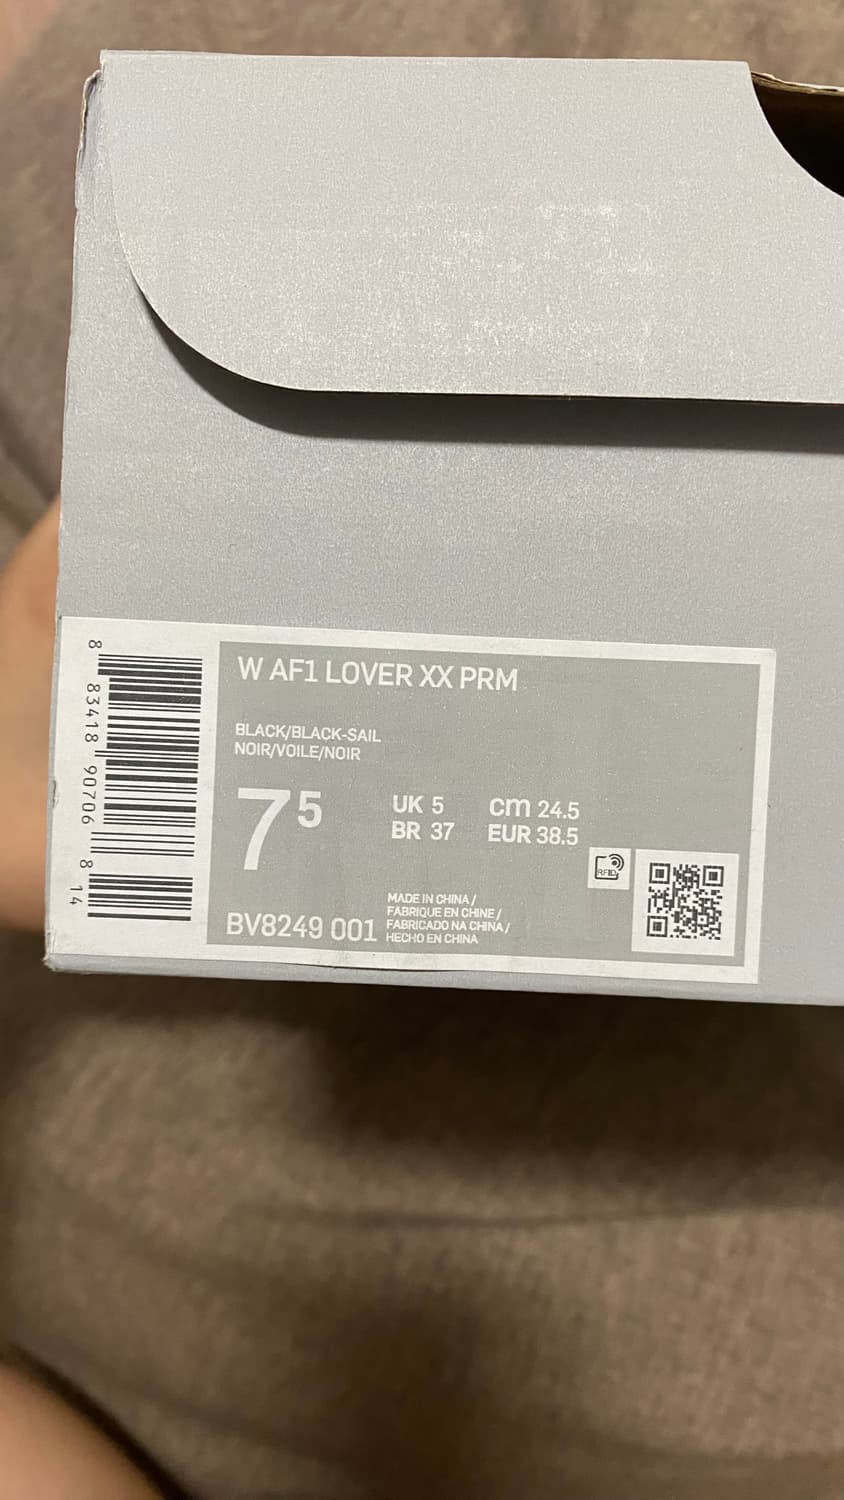 W AF1 LOVER XX PRM
BLACK/BLACK-SAIL
NOIR/VOILE/NOIR
7 5
UK 5 cm 24.5
BR 37 EUR 38.5
RFID
BV8249 001
MADE IN CHINA /
FABRIQUE EN CHINE /
FABRICADO NA CHINA /
HECHO EN CHINA
8 83418 90706 8 14